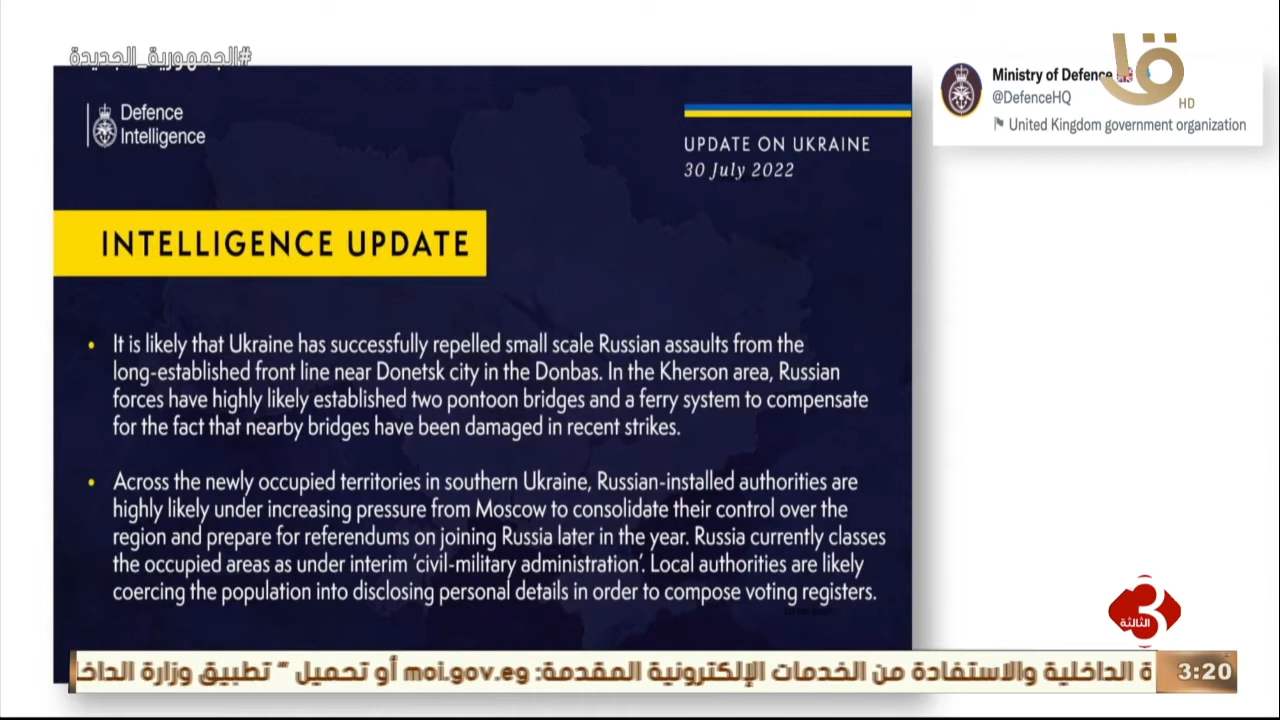 #الجمهورية_الجديدة
Defence
Intelligence
UPDATE ON UKRAINE
30 July 2022
Ministry of Defence
@DefenceHQ
United Kingdom government organization
HD
INTELLIGENCE UPDATE
• It is likely that Ukraine has successfully repelled small scale Russian assaults from the
long-established front line near Donetsk city in the Donbas. In the Kherson area, Russian
forces have highly likely established two pontoon bridges and a ferry system to compensate
for the fact that nearby bridges have been damaged in recent strikes.
• Across the newly occupied territories in southern Ukraine, Russian-installed authorities are
highly likely under increasing pressure from Moscow to consolidate their control over the
region and prepare for referendums on joining Russia later in the year. Russia currently classes
the occupied areas as under interim ‘civil-military administration’. Local authorities are likely
coercing the population into disclosing personal details in order to compose voting registers.
3
الثالثة
ة الداخلية والاستفادة من الخدمات الإلكترونية المقدمة: moi.gov.eg أو تحميل " تطبيق وزارة الداخا
3:20